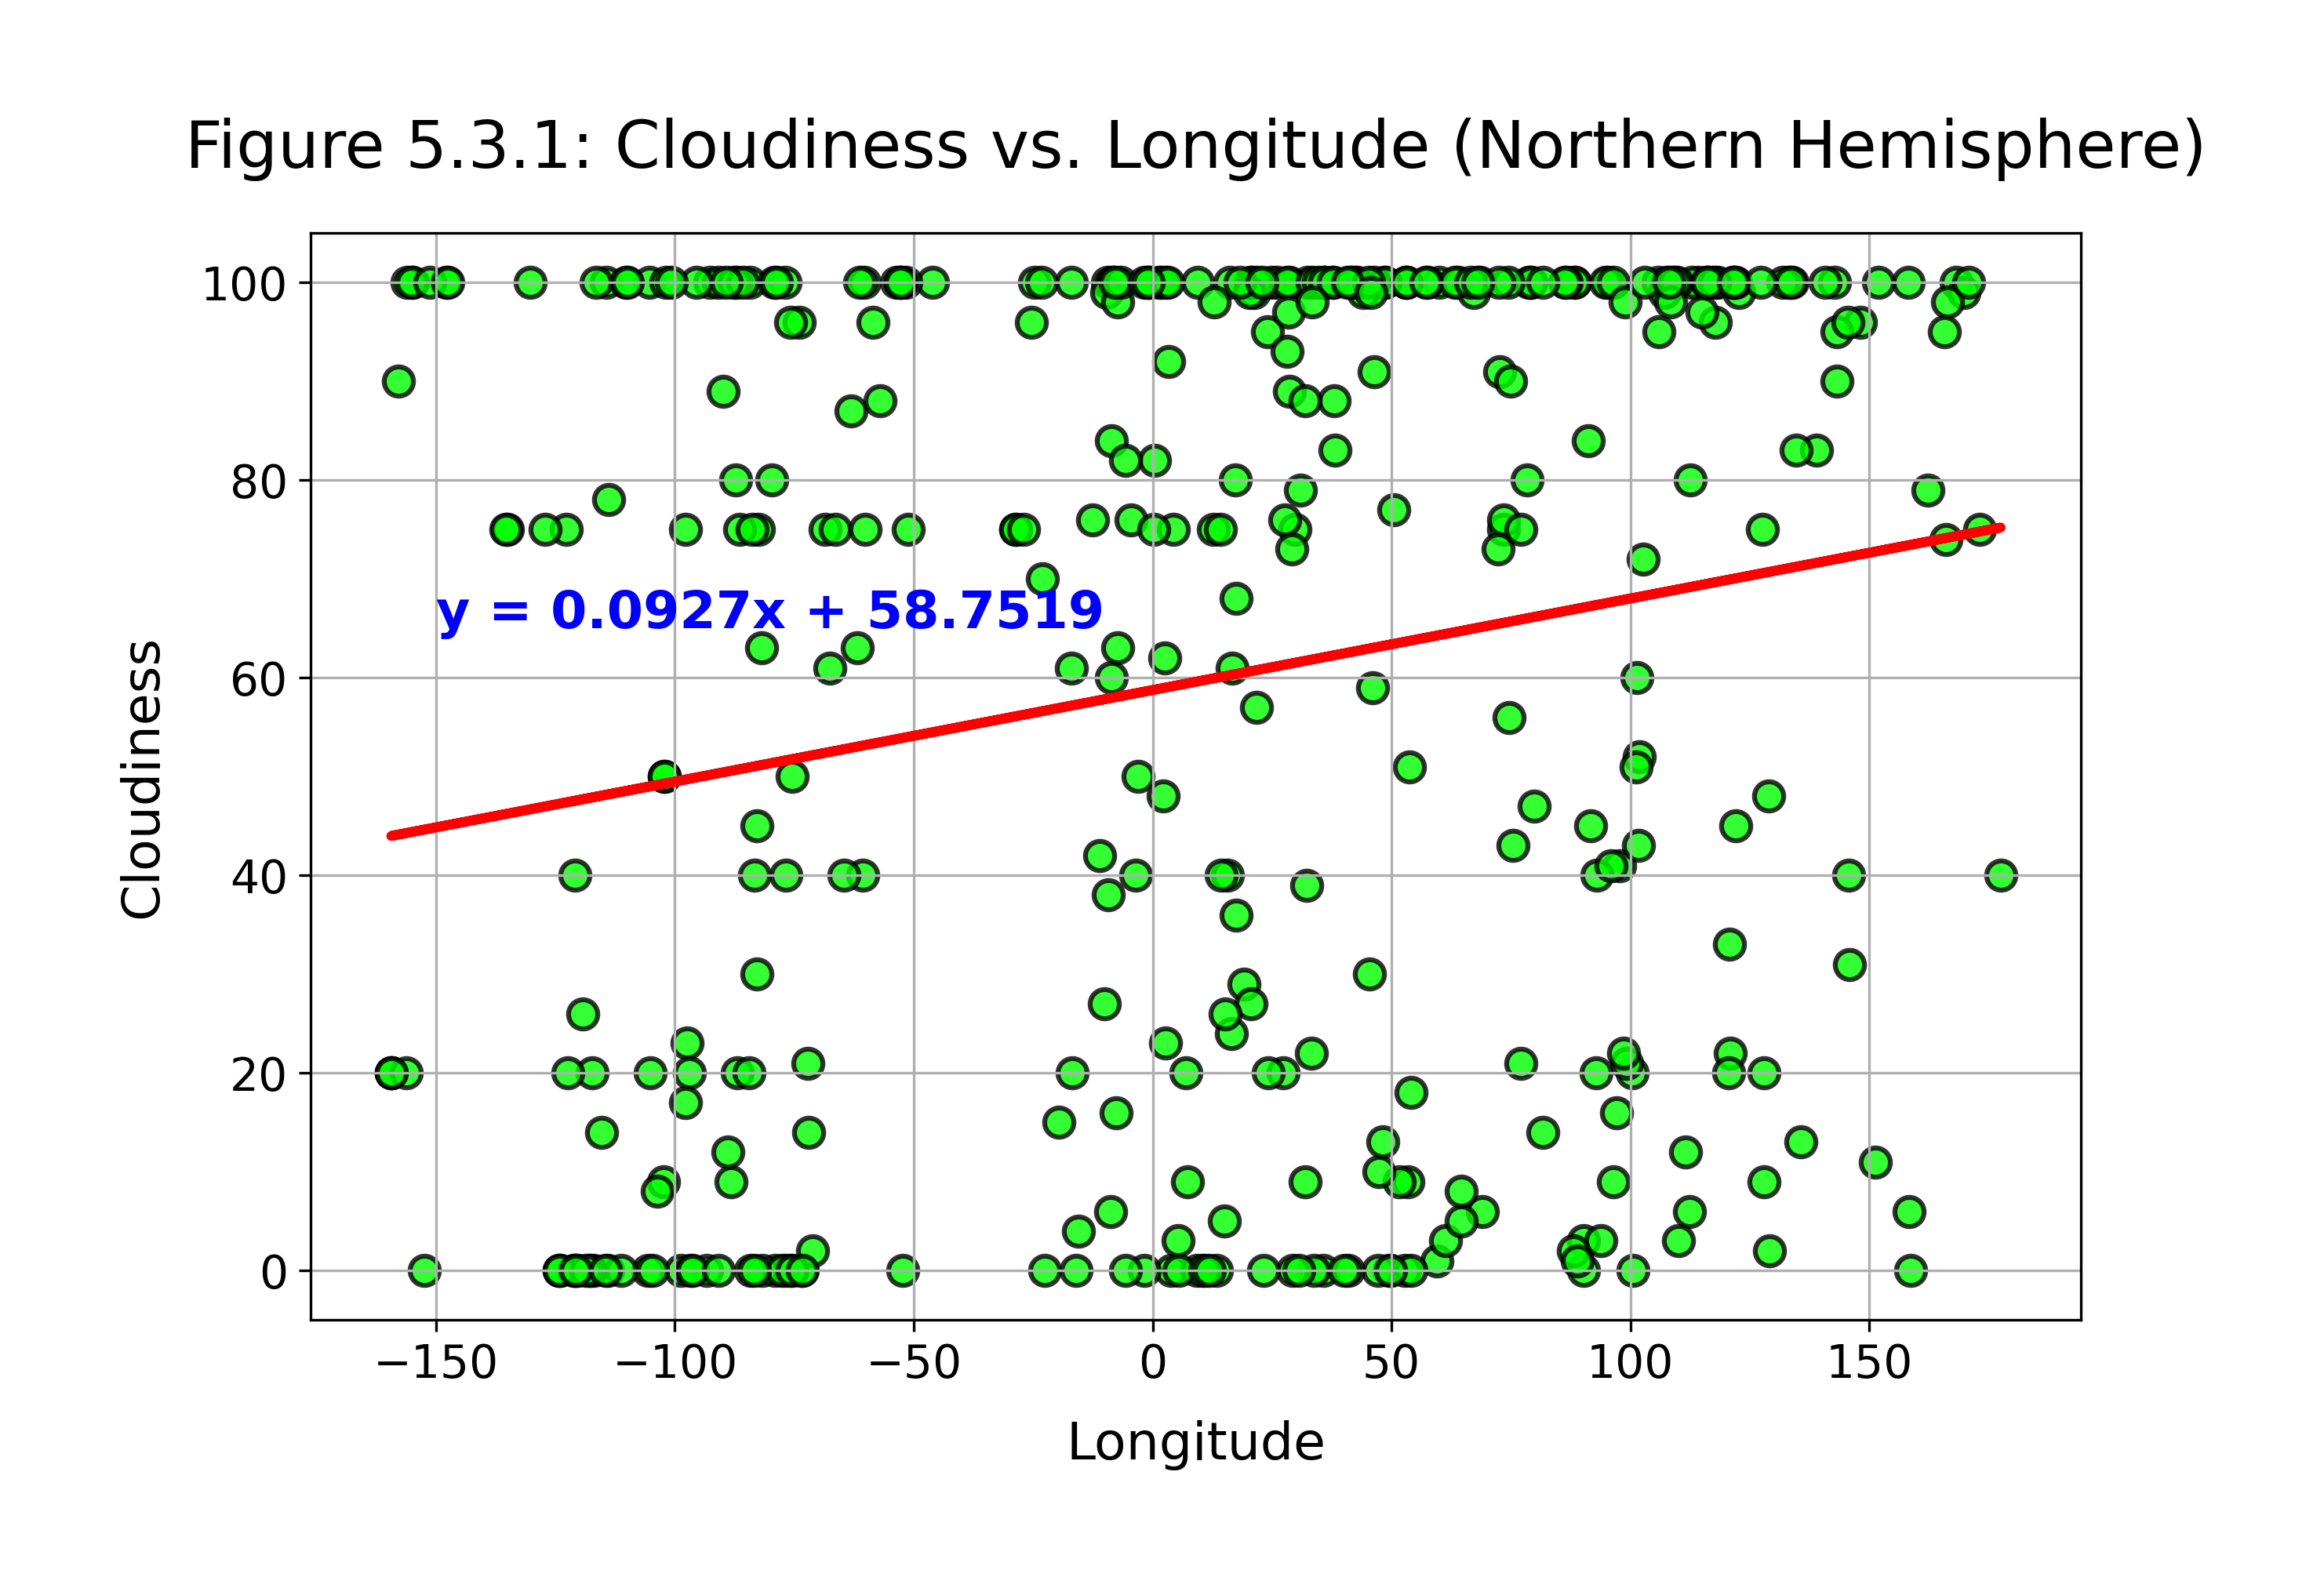 Figure 5.3.1: Cloudiness vs. Longitude (Northern Hemisphere)
100
80
60
40
20
0
Cloudiness
y = 0.0927x + 58.7519
−150 −100 −50 0 50 100 150
Longitude